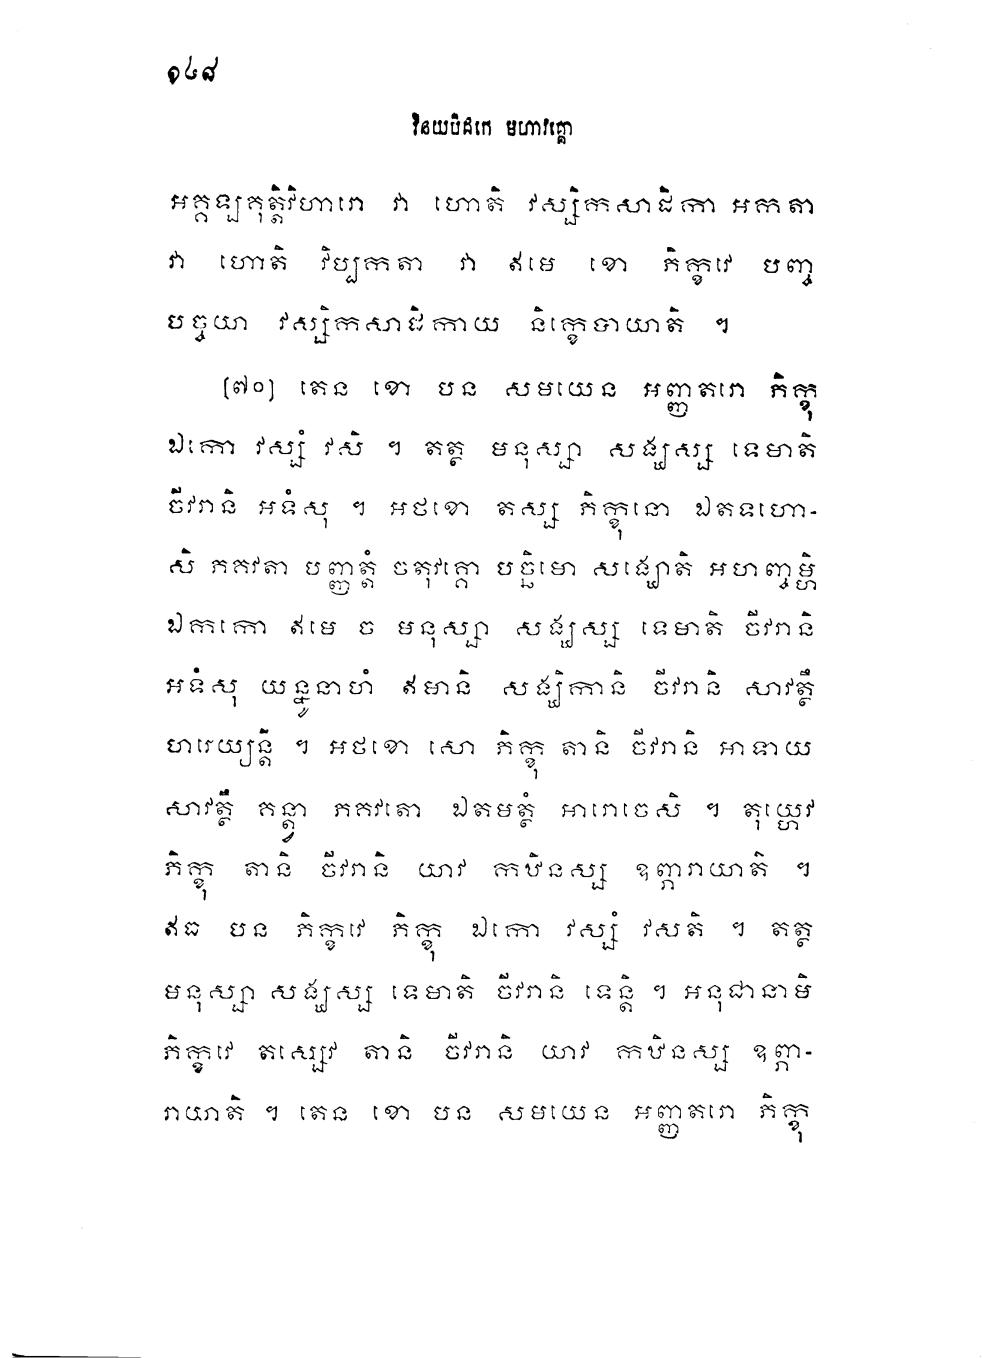 ១៤៨
វិនយបិដកេ មហាវគ្គោ
អគ្គឡគុត្តិវិហារោ វា ហោតិ វស្សិកសាដិកា អកតា
វា ហោតិ វិប្បកតា វា ឥមេ ខោ ភិក្ខវេ បញ្ច
បច្ចយា វស្សិកសាដិកាយ និក្ខេបាយាតិ ។
(៧០) តេន ខោ បន សមយេន អញ្ញតរោ ភិក្ខុ
ឯកោ វស្សំ វសិ ។ តត្ថ មនុស្សា សង្ឃស្ស ទេមាតិ
ចីវរានិ អទំសុ ។ អថខោ តស្ស ភិក្ខុនោ ឯតទហោ-
សិ ភគវតា បញ្ញត្តំ ចតុវគ្គោ បច្ឆិមោ សង្ឃោតិ អហញ្ចម្ហិ
ឯកកោ ឥមេ ច មនុស្សា សង្ឃស្ស ទេមាតិ ចីវរានិ
អទំសុ យន្នូនាហំ ឥមានិ សង្ឃិកានិ ចីវរានិ សាវត្ថឹ
ហរេយ្យន្តិ ។ អថខោ សោ ភិក្ខុ តានិ ចីវរានិ អាទាយ
សាវត្ថឹ គន្ត្វា ភគវតោ ឯតមត្ថំ អារោចេសិ ។ តុយ្ហេវ
ភិក្ខុ តានិ ចីវរានិ យាវ កឋិនស្ស ឧព្ភារាយាតិ ។
ឥធ បន ភិក្ខវេ ភិក្ខុ ឯកោ វស្សំ វសតិ ។ តត្ថ
មនុស្សា សង្ឃស្ស ទេមាតិ ចីវរានិ ទេន្តិ ។ អនុជានាមិ
ភិក្ខវេ តស្សេវ តានិ ចីវរានិ យាវ កឋិនស្ស ឧព្ភា-
រាយាតិ ។ តេន ខោ បន សមយេន អញ្ញតរោ ភិក្ខុ